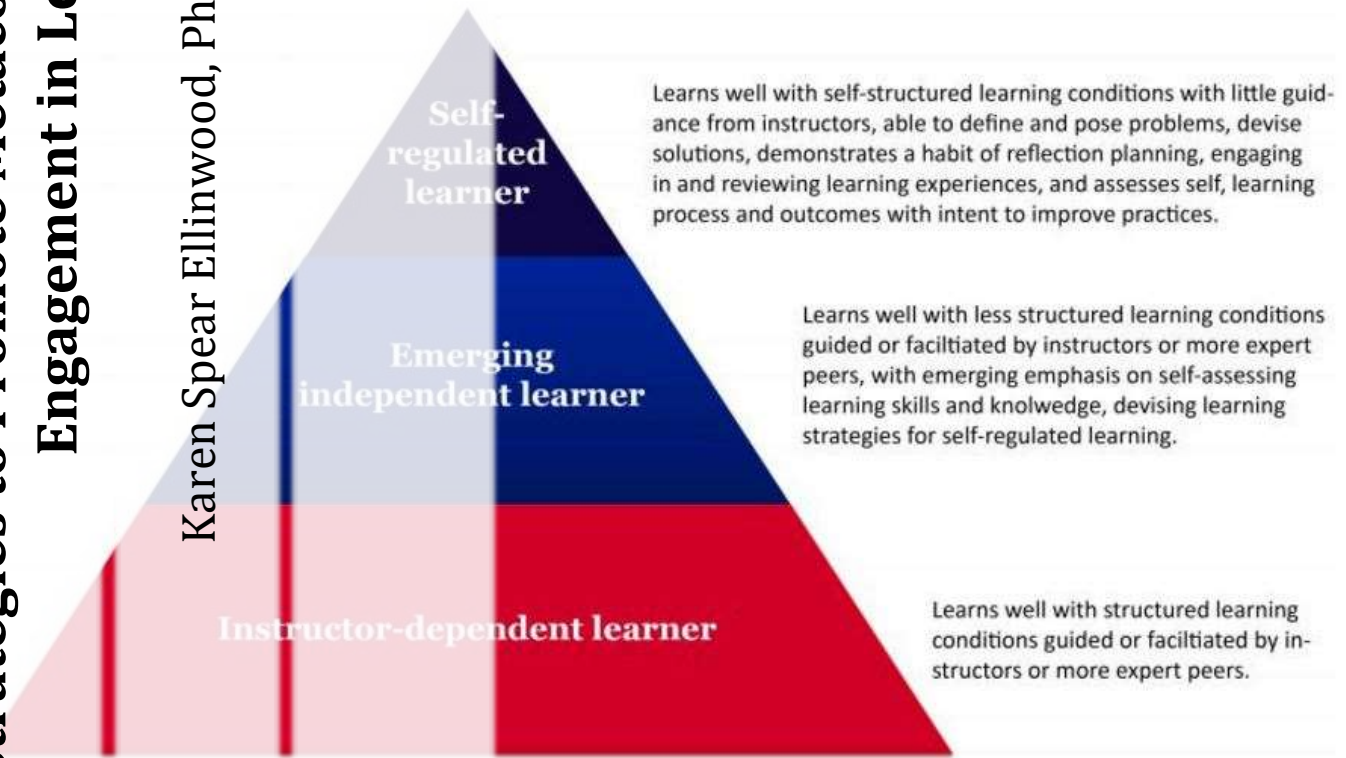 Engagement in
Karen Spear Ellinwood,
Self-
regulated
learner
Learns well with self-structured learning conditions with little guid-
ance from instructors, able to define and pose problems, devise
solutions, demonstrates a habit of reflection planning, engaging
in and reviewing learning experiences, and assesses self, learning
process and outcomes with intent to improve practices.
Emerging
independent learner
Learns well with less structured learning conditions
guided or faciltiated by instructors or more expert
peers, with emerging emphasis on self-assessing
learning skills and knolwedge, devising learning
strategies for self-regulated learning.
Instructor-dependent learner
Learns well with structured learning
conditions guided or faciltiated by in-
structors or more expert peers.